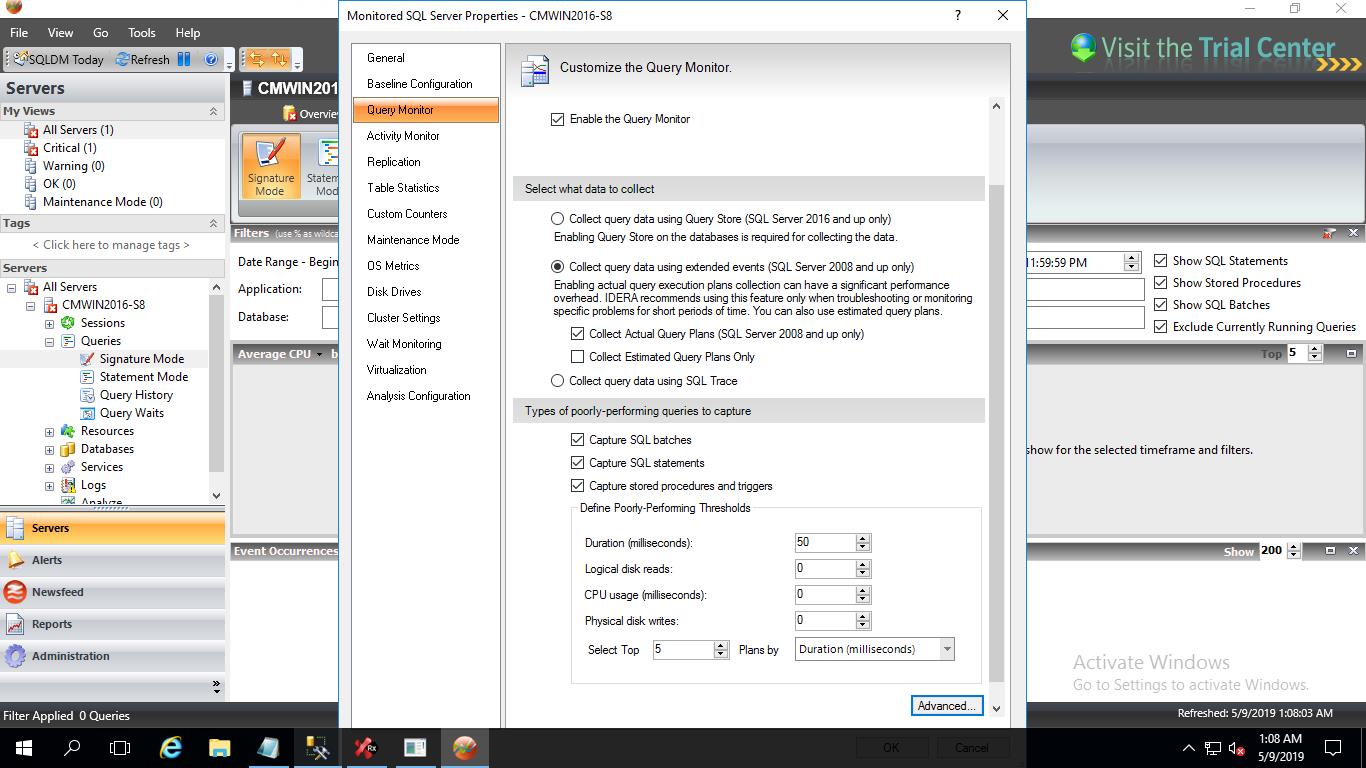 Monitored SQL Server Properties - CMWIN2016-S8
?
File View Go Tools Help
SQLDM Today Refresh
Visit the Trial Center
Servers
My Views
All Servers (1)
Critical (1)
Warning (0)
OK (0)
Maintenance Mode (0)
Tags
< Click here to manage tags >
Servers
All Servers
CMWIN2016-S8
Sessions
Queries
Signature Mode
Statement Mode
Query History
Query Waits
Resources
Databases
Services
Logs
Analyze
Servers
Alerts
Newsfeed
Reports
Administration
Filter Applied 0 Queries
CMWIN201
Overvie
Signature
Mode
Statem
Mod
Filters (use % as wildca
Date Range - Begin
Application:
Database:
Average CPU b
Event Occurrences
General
Baseline Configuration
Query Monitor
Activity Monitor
Replication
Table Statistics
Custom Counters
Maintenance Mode
OS Metrics
Disk Drives
Cluster Settings
Wait Monitoring
Virtualization
Analysis Configuration
Customize the Query Monitor.
Enable the Query Monitor
Select what data to collect
Collect query data using Query Store (SQL Server 2016 and up only)
Enabling Query Store on the databases is required for collecting the data.
Collect query data using extended events (SQL Server 2008 and up only)
Enabling actual query execution plans collection can have a significant performance
overhead. IDERA recommends using this feature only when troubleshooting or monitoring
specific problems for short periods of time. You can also use estimated query plans.
Collect Actual Query Plans (SQL Server 2008 and up only)
Collect Estimated Query Plans Only
Collect query data using SQL Trace
Types of poorly-performing queries to capture
Capture SQL batches
Capture SQL statements
Capture stored procedures and triggers
Define Poorly-Performing Thresholds
Duration (milliseconds): 50
Logical disk reads: 0
CPU usage (milliseconds): 0
Physical disk writes: 0
Select Top 5 Plans by Duration (milliseconds)
Advanced...
OK Cancel
11:59:59 PM
Show SQL Statements
Show Stored Procedures
Show SQL Batches
Exclude Currently Running Queries
Top 5
show for the selected timeframe and filters.
Show 200
Activate Windows
Go to Settings to activate Windows.
Refreshed: 5/9/2019 1:08:03 AM
Rx
1:08 AM
5/9/2019